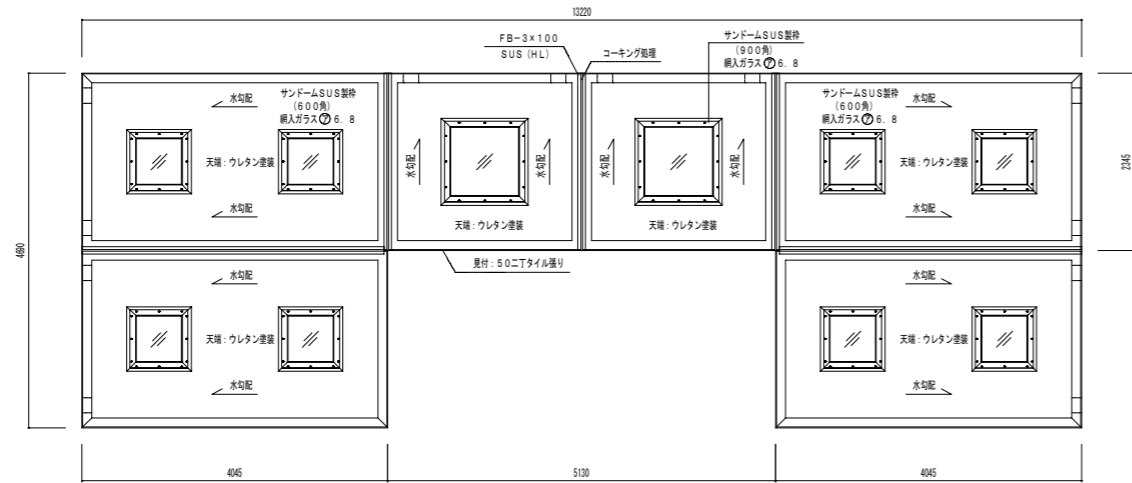 13220
FB-3×100
SUS(HL)
コーキング処理
サンドームSUS製枠
(900角)
網入ガラス㋐6.8
水勾配
サンドームSUS製枠
(600角)
網入ガラス㋐6.8
サンドームSUS製枠
(600角)
網入ガラス㋐6.8
水勾配
天端:ウレタン塗装
水勾配
水勾配
水勾配
水勾配
天端:ウレタン塗装
水勾配
天端:ウレタン塗装
天端:ウレタン塗装
水勾配
2345
4690
見付:50二丁タイル張り
水勾配
天端:ウレタン塗装
水勾配
水勾配
天端:ウレタン塗装
水勾配
4045
5130
4045